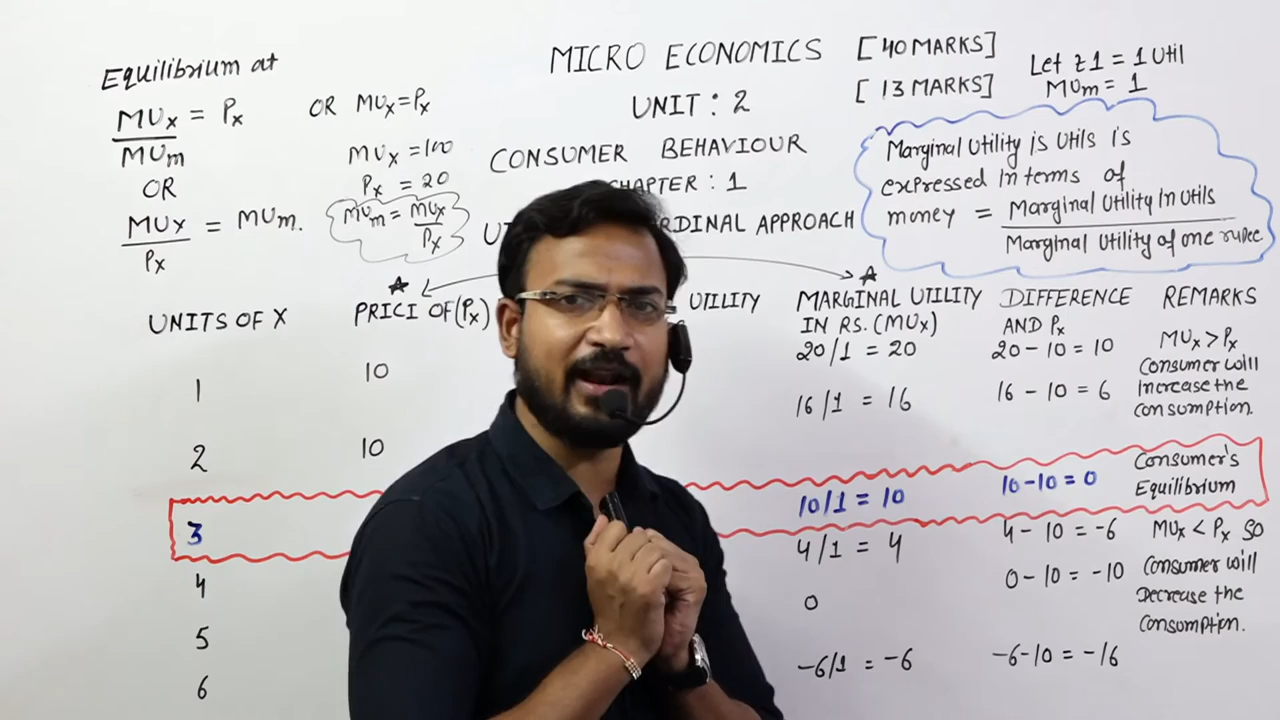 MICRO ECONOMICS [40 MARKS]
UNIT : 2 [13 MARKS]
CONSUMER BEHAVIOUR
CHAPTER : 1
RDINAL APPROACH
Equilibrium at
MUx = Px OR MUx = Px
MUm
OR
MUx = MUm.
Px
MUx = 100
Px = 20
MUm = MUx
Px
Let ₹1 = 1 Util
MUm = 1
Marginal Utility is Utils is
expressed In terms of
money = Marginal Utility In Utils
Marginal Utility of one rupee
UNITS OF X PRICI OF (Px) UTILITY MARGINAL UTILITY DIFFERENCE REMARKS
IN RS. (MUx) AND Px
1 10 20/1 = 20 20 - 10 = 10 MUx > Px
Consumer will
Increase the
consumption.
2 10 16/1 = 16 16 - 10 = 6
3 10/1 = 10 10 - 10 = 0 Consumer's
Equilibrium
4 4/1 = 4 4 - 10 = -6 MUx < Px so
Consumer will
Decrease the
consumption.
5 0 0 - 10 = -10
6 -6/1 = -6 -6 - 10 = -16